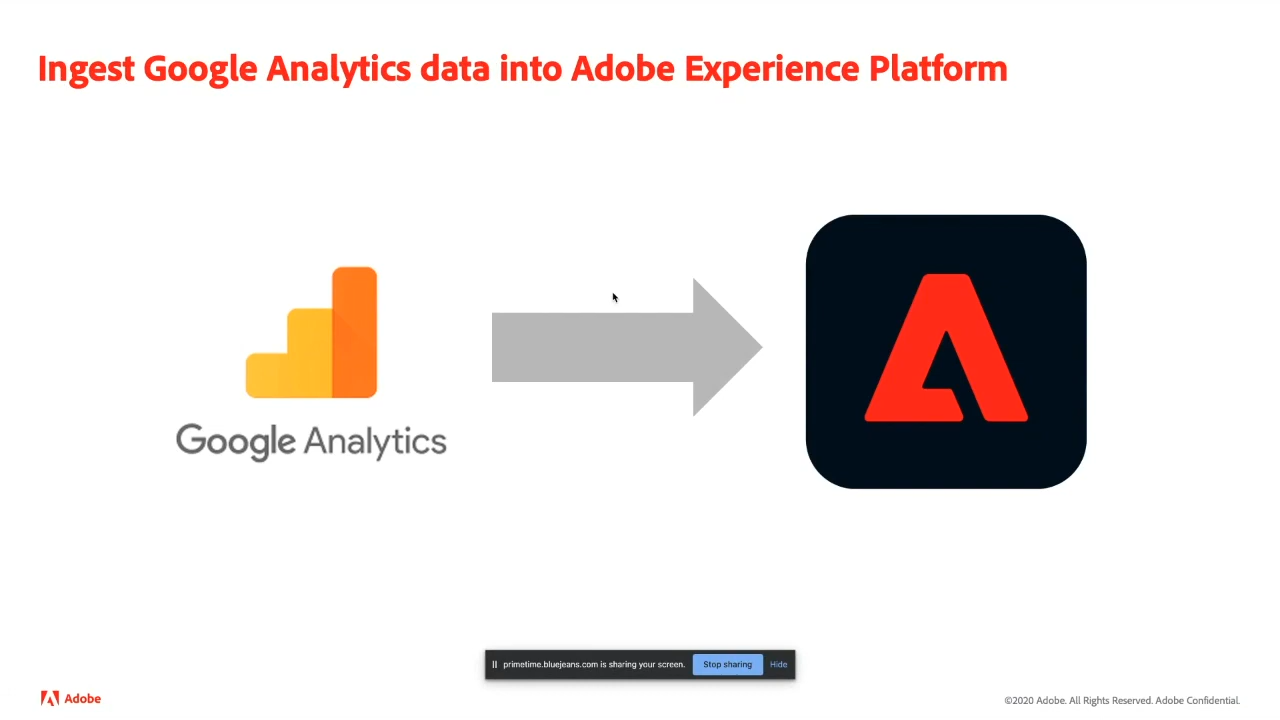 Ingest Google Analytics data into Adobe Experience Platform
Google Analytics
primetime.bluejeans.com is sharing your screen. Stop sharing Hide
Adobe
©2020 Adobe. All Rights Reserved. Adobe Confidential.